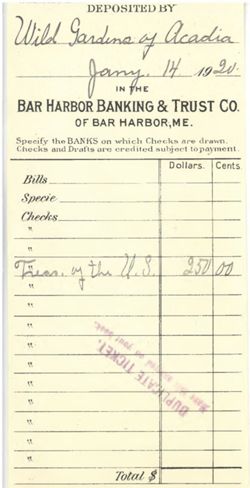 DEPOSITED BY
Wild Gardens of Acadia
Jany. 14 1920.
IN THE
BAR HARBOR BANKING & TRUST CO.
OF BAR HARBOR, ME.
Specify the BANKS on which Checks are drawn.
Checks and Drafts are credited subject to payment.
Dollars. Cents.
Bills
Specie
Checks
"
"
Treas. of the U. S. 250 00
"
"
"
"
"
DUPLICATE TICKET.
"
"
"
"
"
Total $